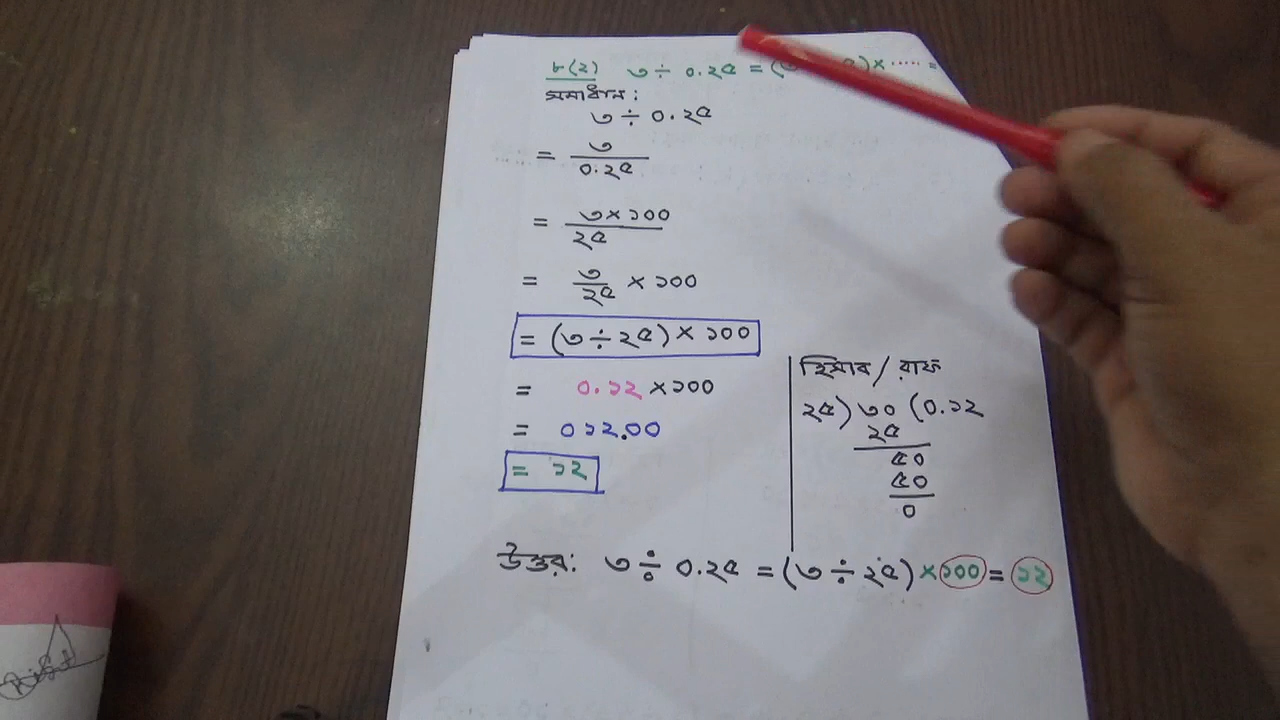 ৮(২) ৩ ÷ ০.২৫ = (৩ ÷ ২৫) × ..... =
সমাধান:
৩ ÷ ০.২৫
= ৩/০.২৫
= ৩×১০০/২৫
= ৩/২৫ × ১০০
= (৩ ÷ ২৫) × ১০০
= ০.১২ × ১০০
= ০১২.০০
= ১২
হিসাব / রাফ
২৫) ৩০ (০.১২
২৫
৫০
৫০
০
উত্তর: ৩ ÷ ০.২৫ = (৩ ÷ ২৫) × ১০০ = ১২